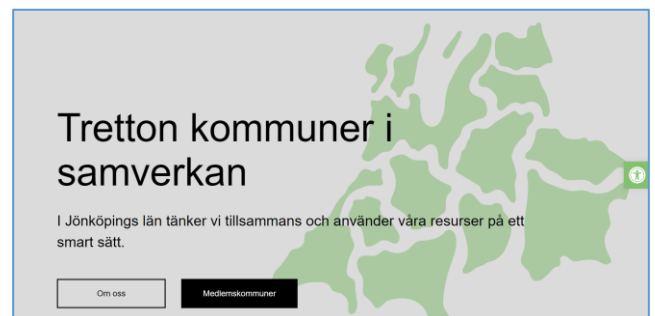 Tretton kommuner i
samverkan
I Jönköpings län tänker vi tillsammans och använder våra resurser på ett
smart sätt.
Om oss
Medlemskommuner